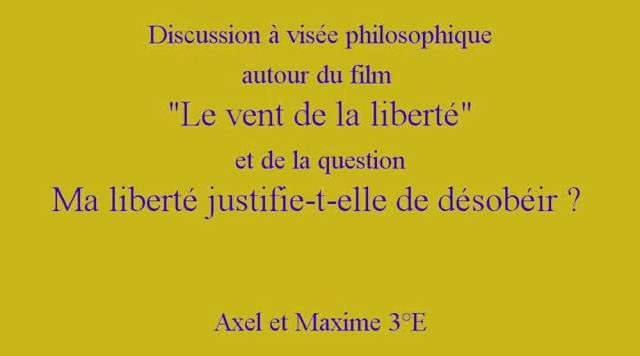 Discussion à visée philosophique
autour du film
"Le vent de la liberté"
et de la question
Ma liberté justifie-t-elle de désobéir ?
Axel et Maxime 3°E